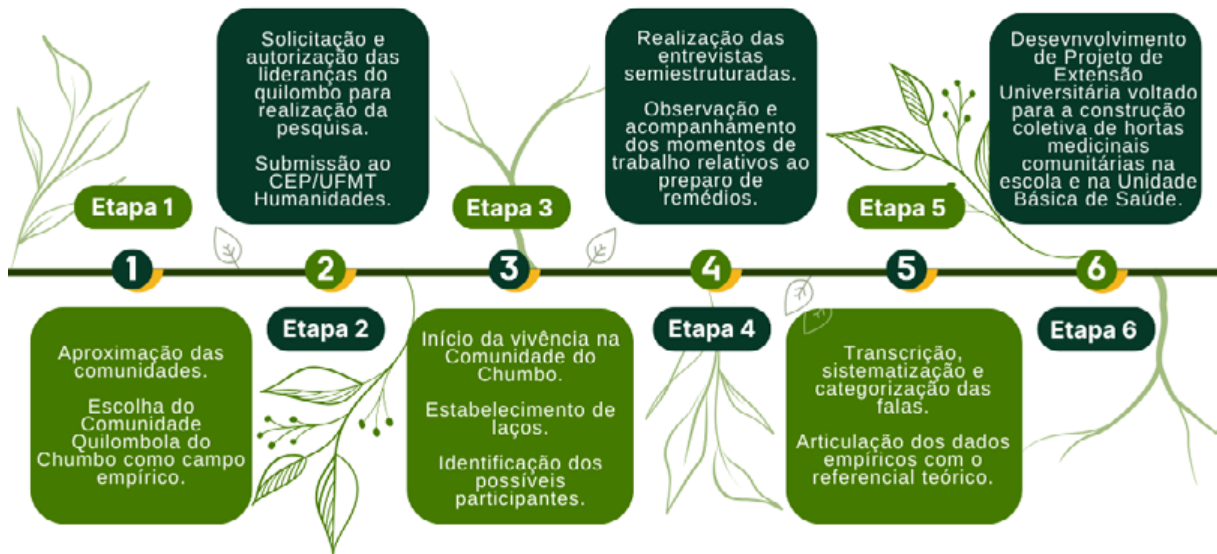 Etapa 1
1
Aproximação das
comunidades.
Escolha do
Comunidade
Quilombola do
Chumbo como campo
empírico.
Solicitação e
autorização das
lideranças do
quilombo para
realização da
pesquisa.
Submissão ao
CEP/UFMT
Humanidades.
2
Etapa 2
Etapa 3
3
Início da vivência na
Comunidade do
Chumbo.
Estabelecimento de
laços.
Identificação dos
possíveis
participantes.
Realização das
entrevistas
semiestruturadas.
Observação e
acompanhamento
dos momentos de
trabalho relativos ao
preparo de
remédios.
4
Etapa 4
Etapa 5
5
Transcrição,
sistematização e
categorização das
falas.
Articulação dos dados
empíricos com o
referencial teórico.
Desevnvolvimento
de Projeto de
Extensão
Universitária voltado
para a construção
coletiva de hortas
medicinais
comunitárias na
escola e na Unidade
Básica de Saúde.
6
Etapa 6